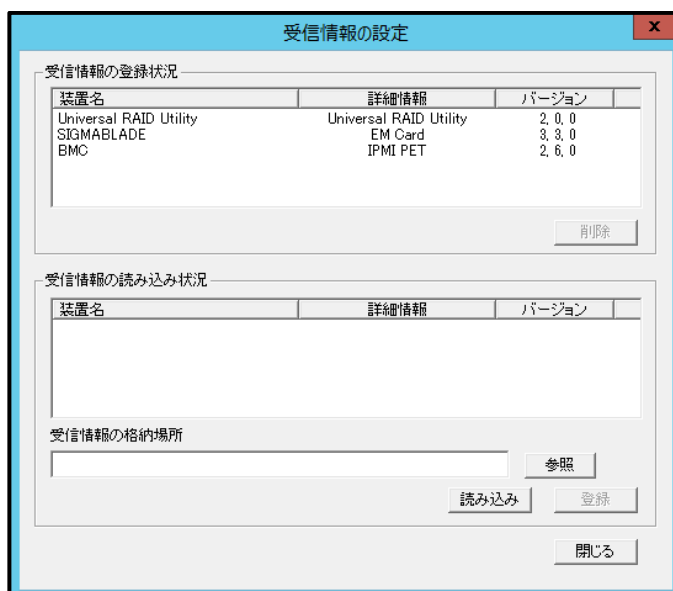 受信情報の設定
x
受信情報の登録状況
装置名 詳細情報 バージョン
Universal RAID Utility Universal RAID Utility 2, 0, 0
SIGMABLADE EM Card 3, 3, 0
BMC IPMI PET 2, 6, 0
削除
受信情報の読み込み状況
装置名 詳細情報 バージョン
受信情報の格納場所
参照
読み込み 登録
閉じる